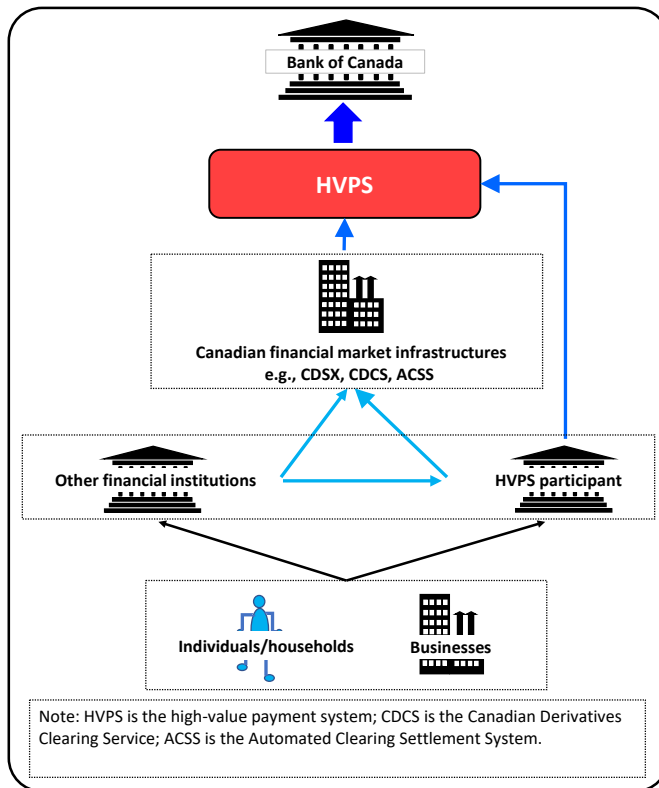 Bank of Canada
HVPS
Canadian financial market infrastructures
e.g., CDSX, CDCS, ACSS
Other financial institutions
HVPS participant
Individuals/households
Businesses
Note: HVPS is the high-value payment system; CDCS is the Canadian Derivatives
Clearing Service; ACSS is the Automated Clearing Settlement System.